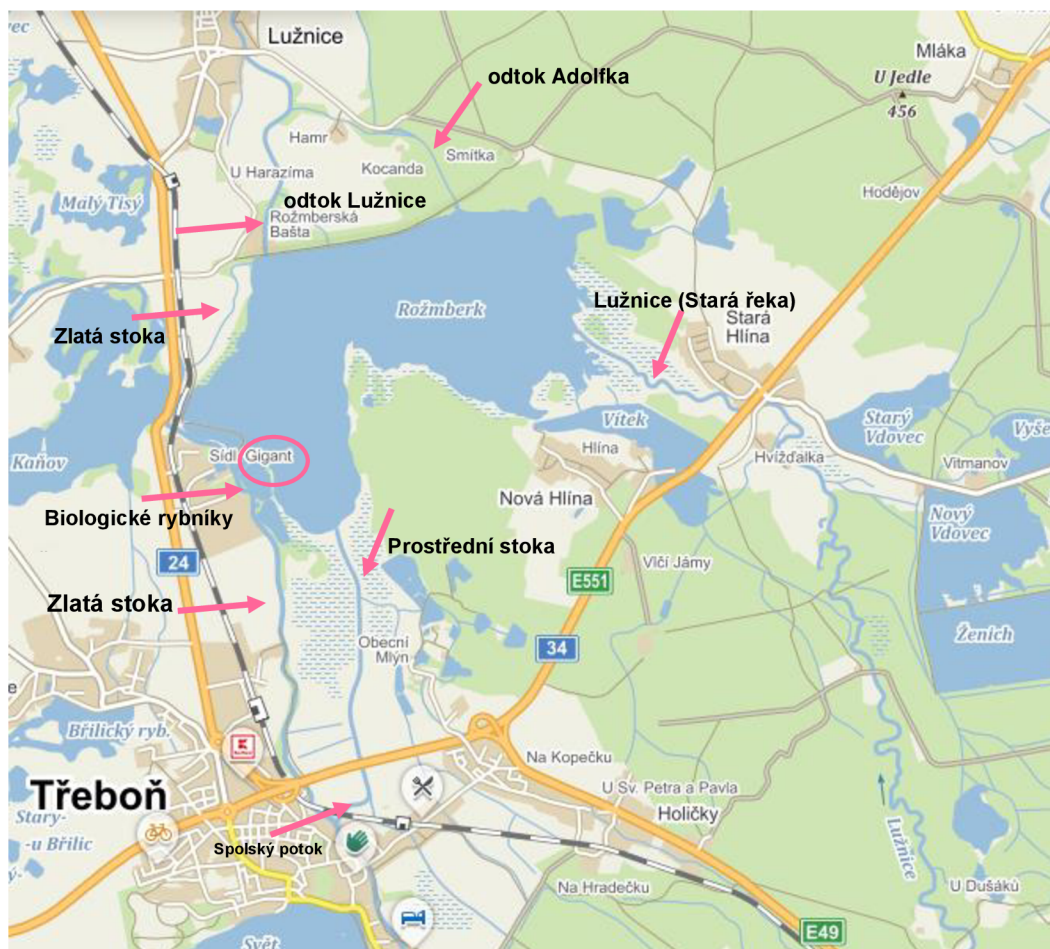 Lužnice
Mláka
odtok Adolfka
U Jedle
456
Hamr
Smítka
Kocanda
U Harazíma
Hodějov
Malý Tisý
odtok Lužnice
Rožmberská
Bašta
Rožmberk
Lužnice (Stará řeka)
Stará
Hlína
Zlatá stoka
Vítek
Starý
Vdovec
Vyše
Kaňov
Sídl. Gigant
Hlína
Hvížďalka
Vitmanov
Nová Hlína
Biologické rybníky
Nový
Vdovec
Prostřední stoka
24
Vlčí Jámy
E551
Zlatá stoka
Ženich
Obecní
Mlýn
34
e
Břilický ryb.
Na Kopečku
Třeboň
U Sv. Petra a Pavla
Holičky
Stary-
-u Břilic
Spolský potok
Lužnice
Na Hradečku
U Dušáků
Svět
E49